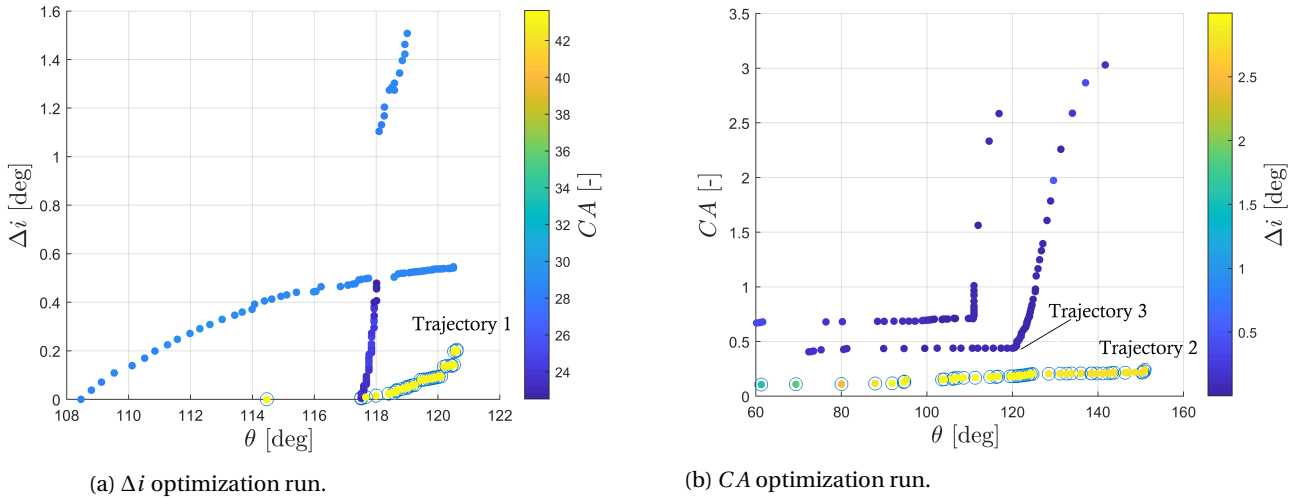 1.6
1.4
1.2
1
0.8
0.6
0.4
0.2
0
Δi [deg]
108 110 112 114 116 118 120 122
θ [deg]
Trajectory 1
42
40
38
36
34
32
30
28
26
24
CA [-]
(a) Δi optimization run.
3.5
3
2.5
2
1.5
1
0.5
0
CA [-]
60 80 100 120 140 160
θ [deg]
Trajectory 3
Trajectory 2
2.5
2
1.5
1
0.5
Δi [deg]
(b) CA optimization run.